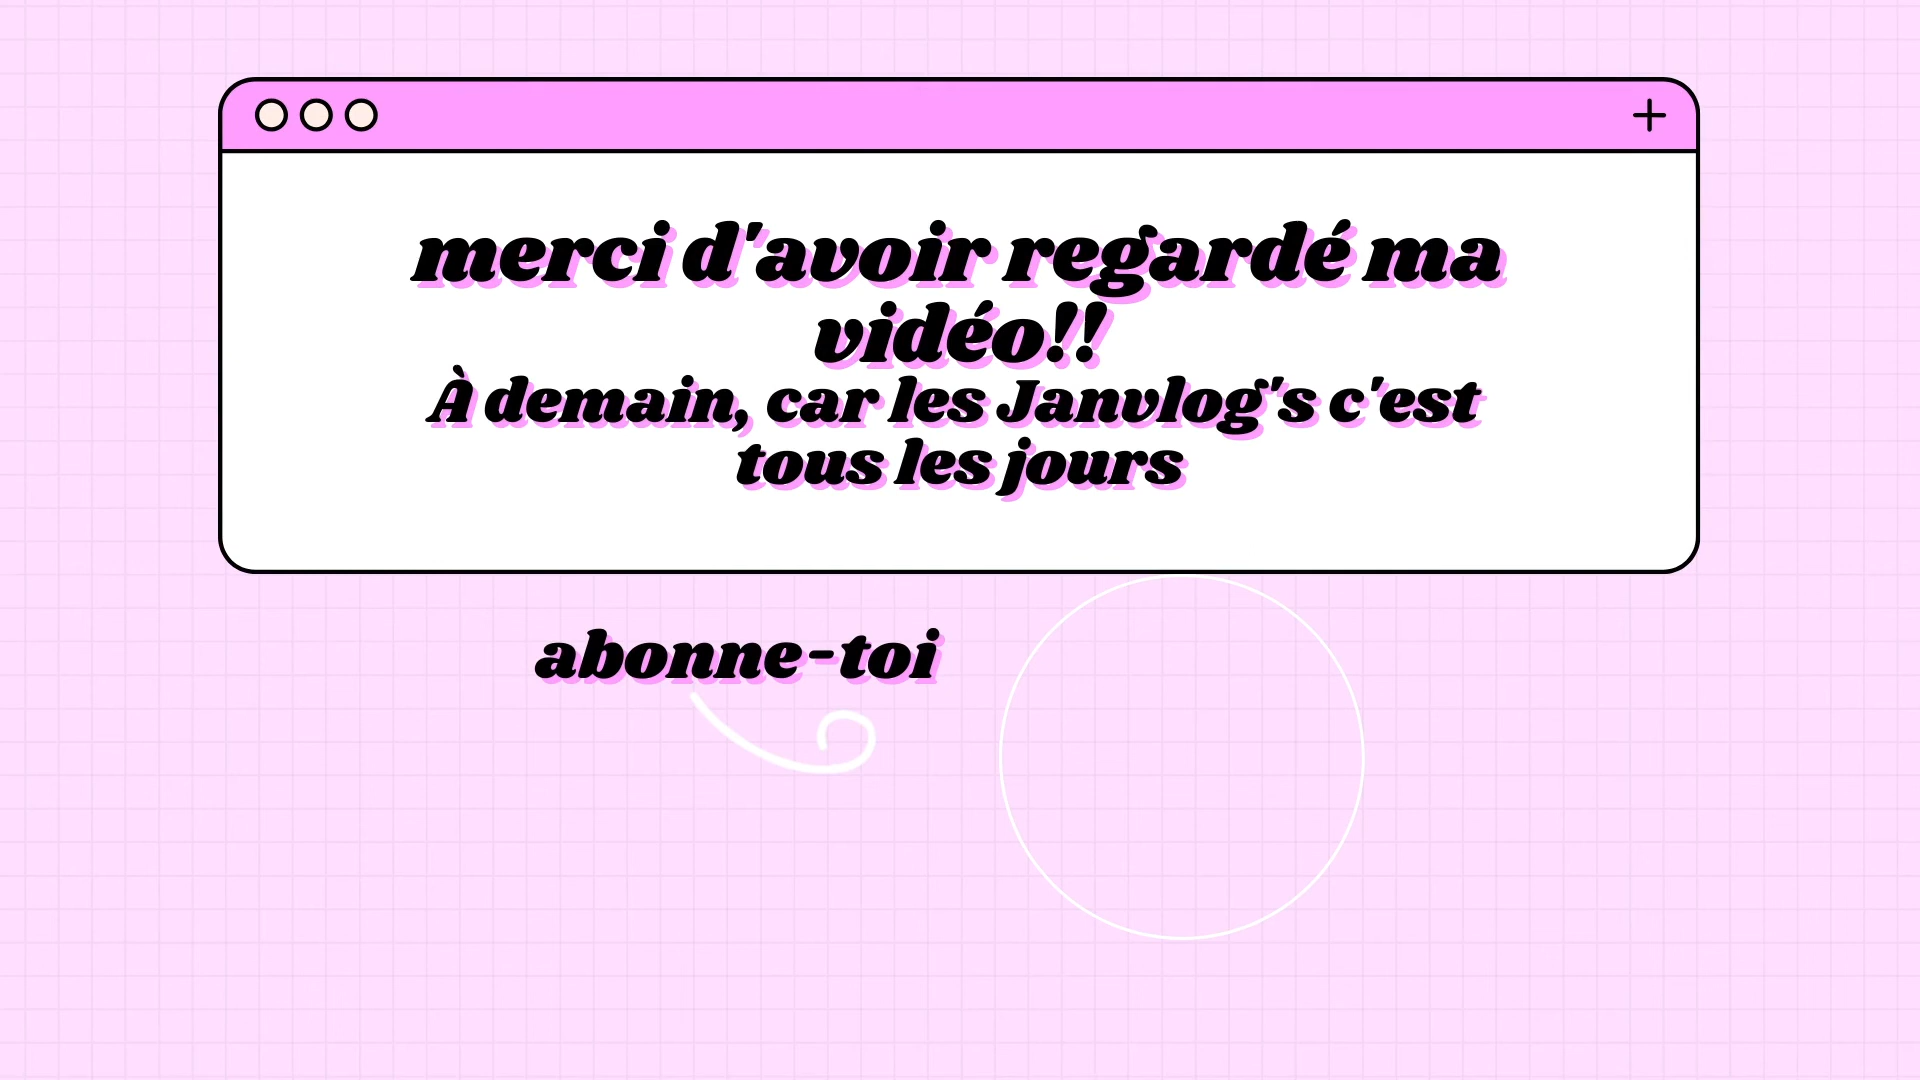 merci d'avoir regardé ma
vidéo!!
À demain, car les Janvlog's c'est
tous les jours
abonne-toi